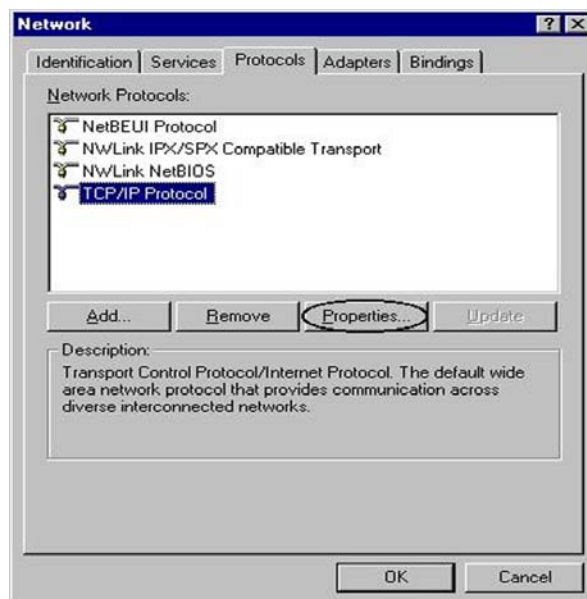 Network
Identification Services Protocols Adapters Bindings
Network Protocols:
NetBEUI Protocol
NWLink IPX/SPX Compatible Transport
NWLink NetBIOS
TCP/IP Protocol
Add... Remove Properties... Update
Description:
Transport Control Protocol/Internet Protocol. The default wide
area network protocol that provides communication across
diverse interconnected networks.
OK Cancel